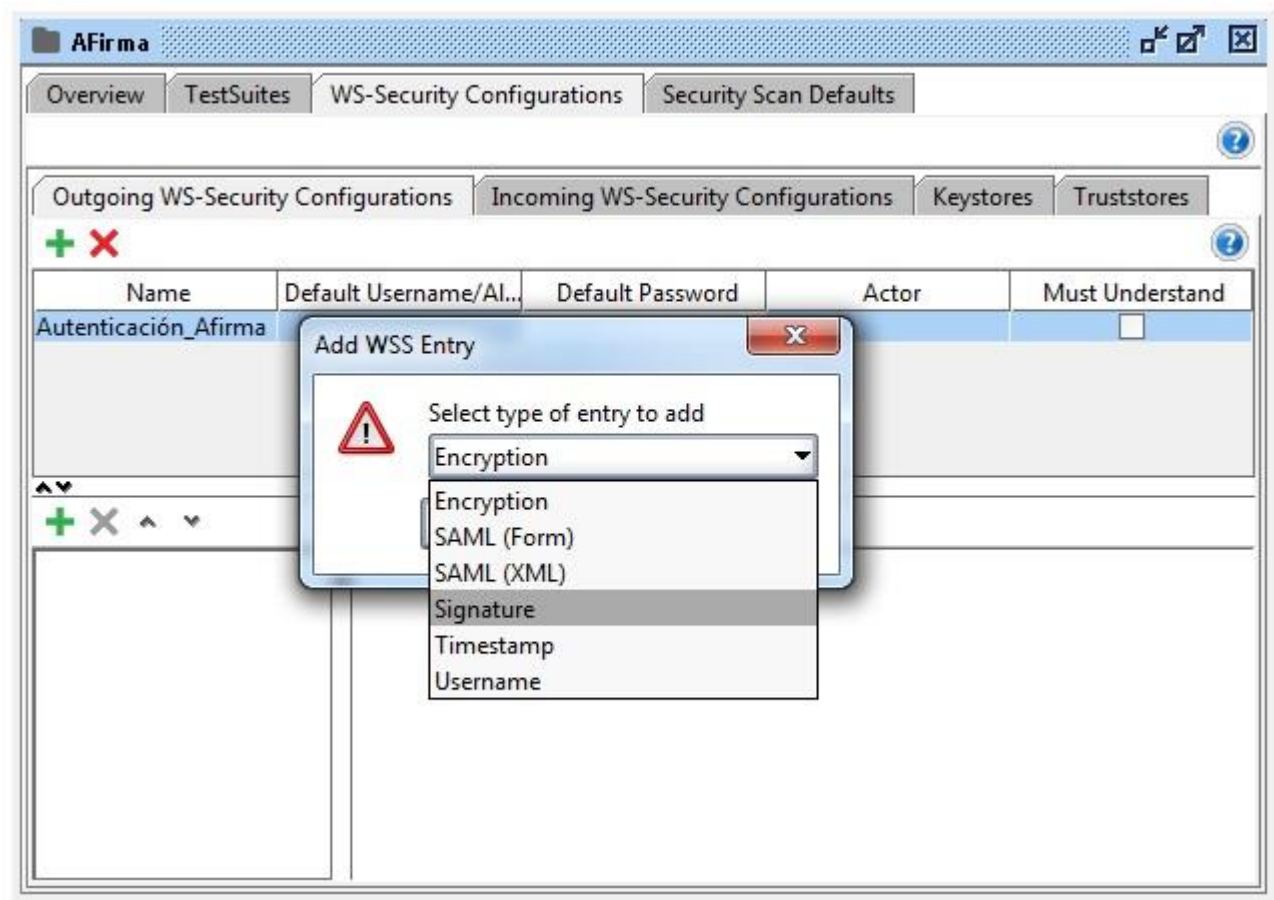 AFirma
Overview TestSuites WS-Security Configurations Security Scan Defaults
Outgoing WS-Security Configurations Incoming WS-Security Configurations Keystores Truststores
Name Default Username/Al... Default Password Actor Must Understand
Autenticación_Afirma
Add WSS Entry
Select type of entry to add
Encryption
Encryption
SAML (Form)
SAML (XML)
Signature
Timestamp
Username